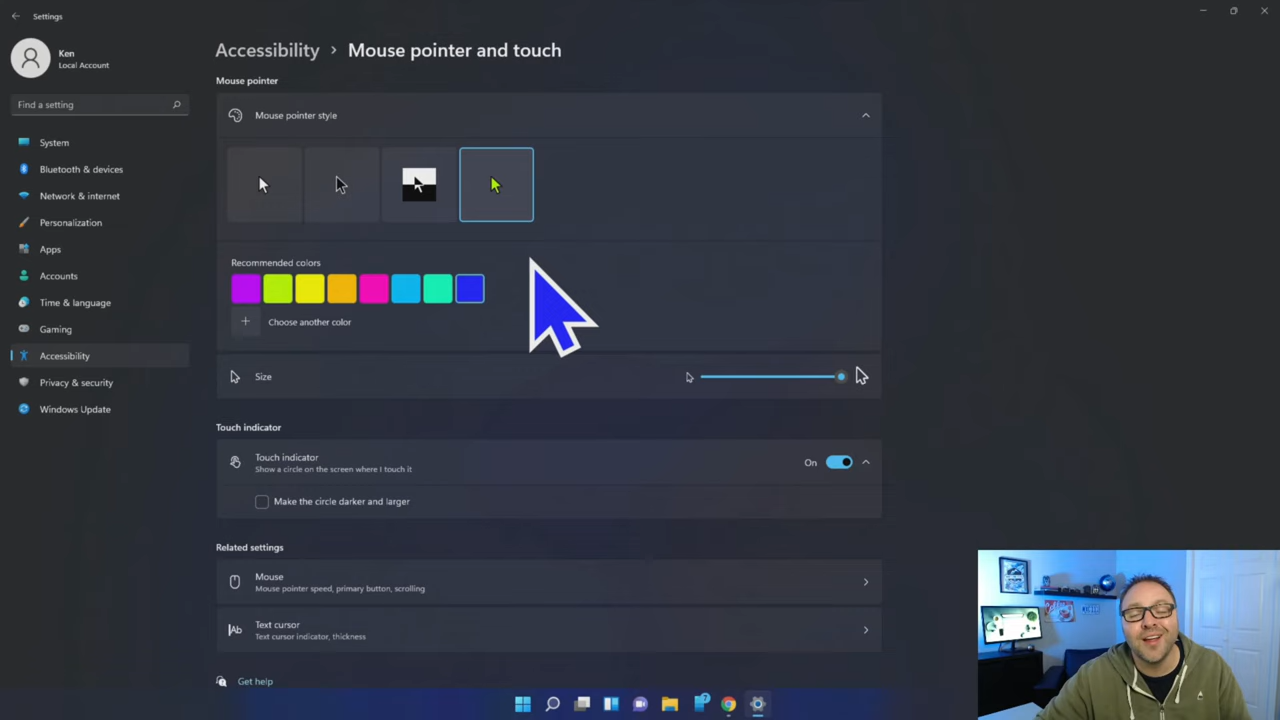 Settings
Ken
Local Account
Find a setting
System
Bluetooth & devices
Network & internet
Personalization
Apps
Accounts
Time & language
Gaming
Accessibility
Privacy & security
Windows Update
Accessibility > Mouse pointer and touch
Mouse pointer
Mouse pointer style
Recommended colors
+ Choose another color
Size
Touch indicator
Touch indicator
Show a circle on the screen where I touch it
On
Make the circle darker and larger
Related settings
Mouse
Mouse pointer speed, primary button, scrolling
Ab
Text cursor
Text cursor indicator, thickness
Get help